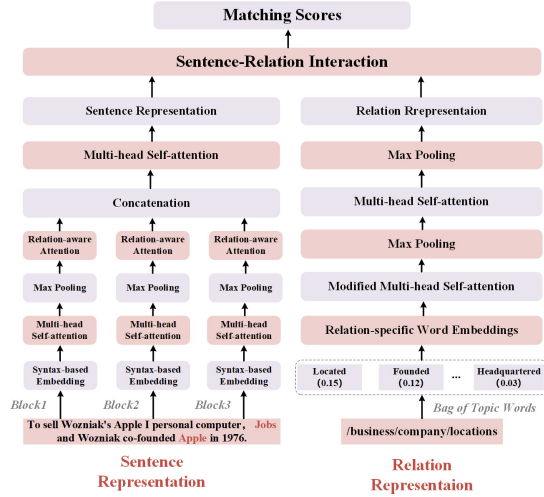 Matching Scores
Sentence-Relation Interaction
Sentence Representation
Relation Rrepresentaion
Multi-head Self-attention
Max Pooling
Concatenation
Multi-head Self-attention
Relation-aware
Attention
Relation-aware
Attention
Relation-aware
Attention
Max Pooling
Max Pooling
Max Pooling
Max Pooling
Modified Multi-head Self-attention
Multi-head
Self-attention
Multi-head
Self-attention
Multi-head
Self-attention
Relation-specific Word Embeddings
Syntax-based
Embedding
Syntax-based
Embedding
Syntax-based
Embedding
Located
(0.15)
Founded
(0.12)
...
Headquartered
(0.03)
Block1
Block2
Block3
Bag of Topic Words
To sell Wozniak's Apple I personal computer, Jobs
and Wozniak co-founded Apple in 1976.
/business/company/locations
Sentence
Representation
Relation
Representaion